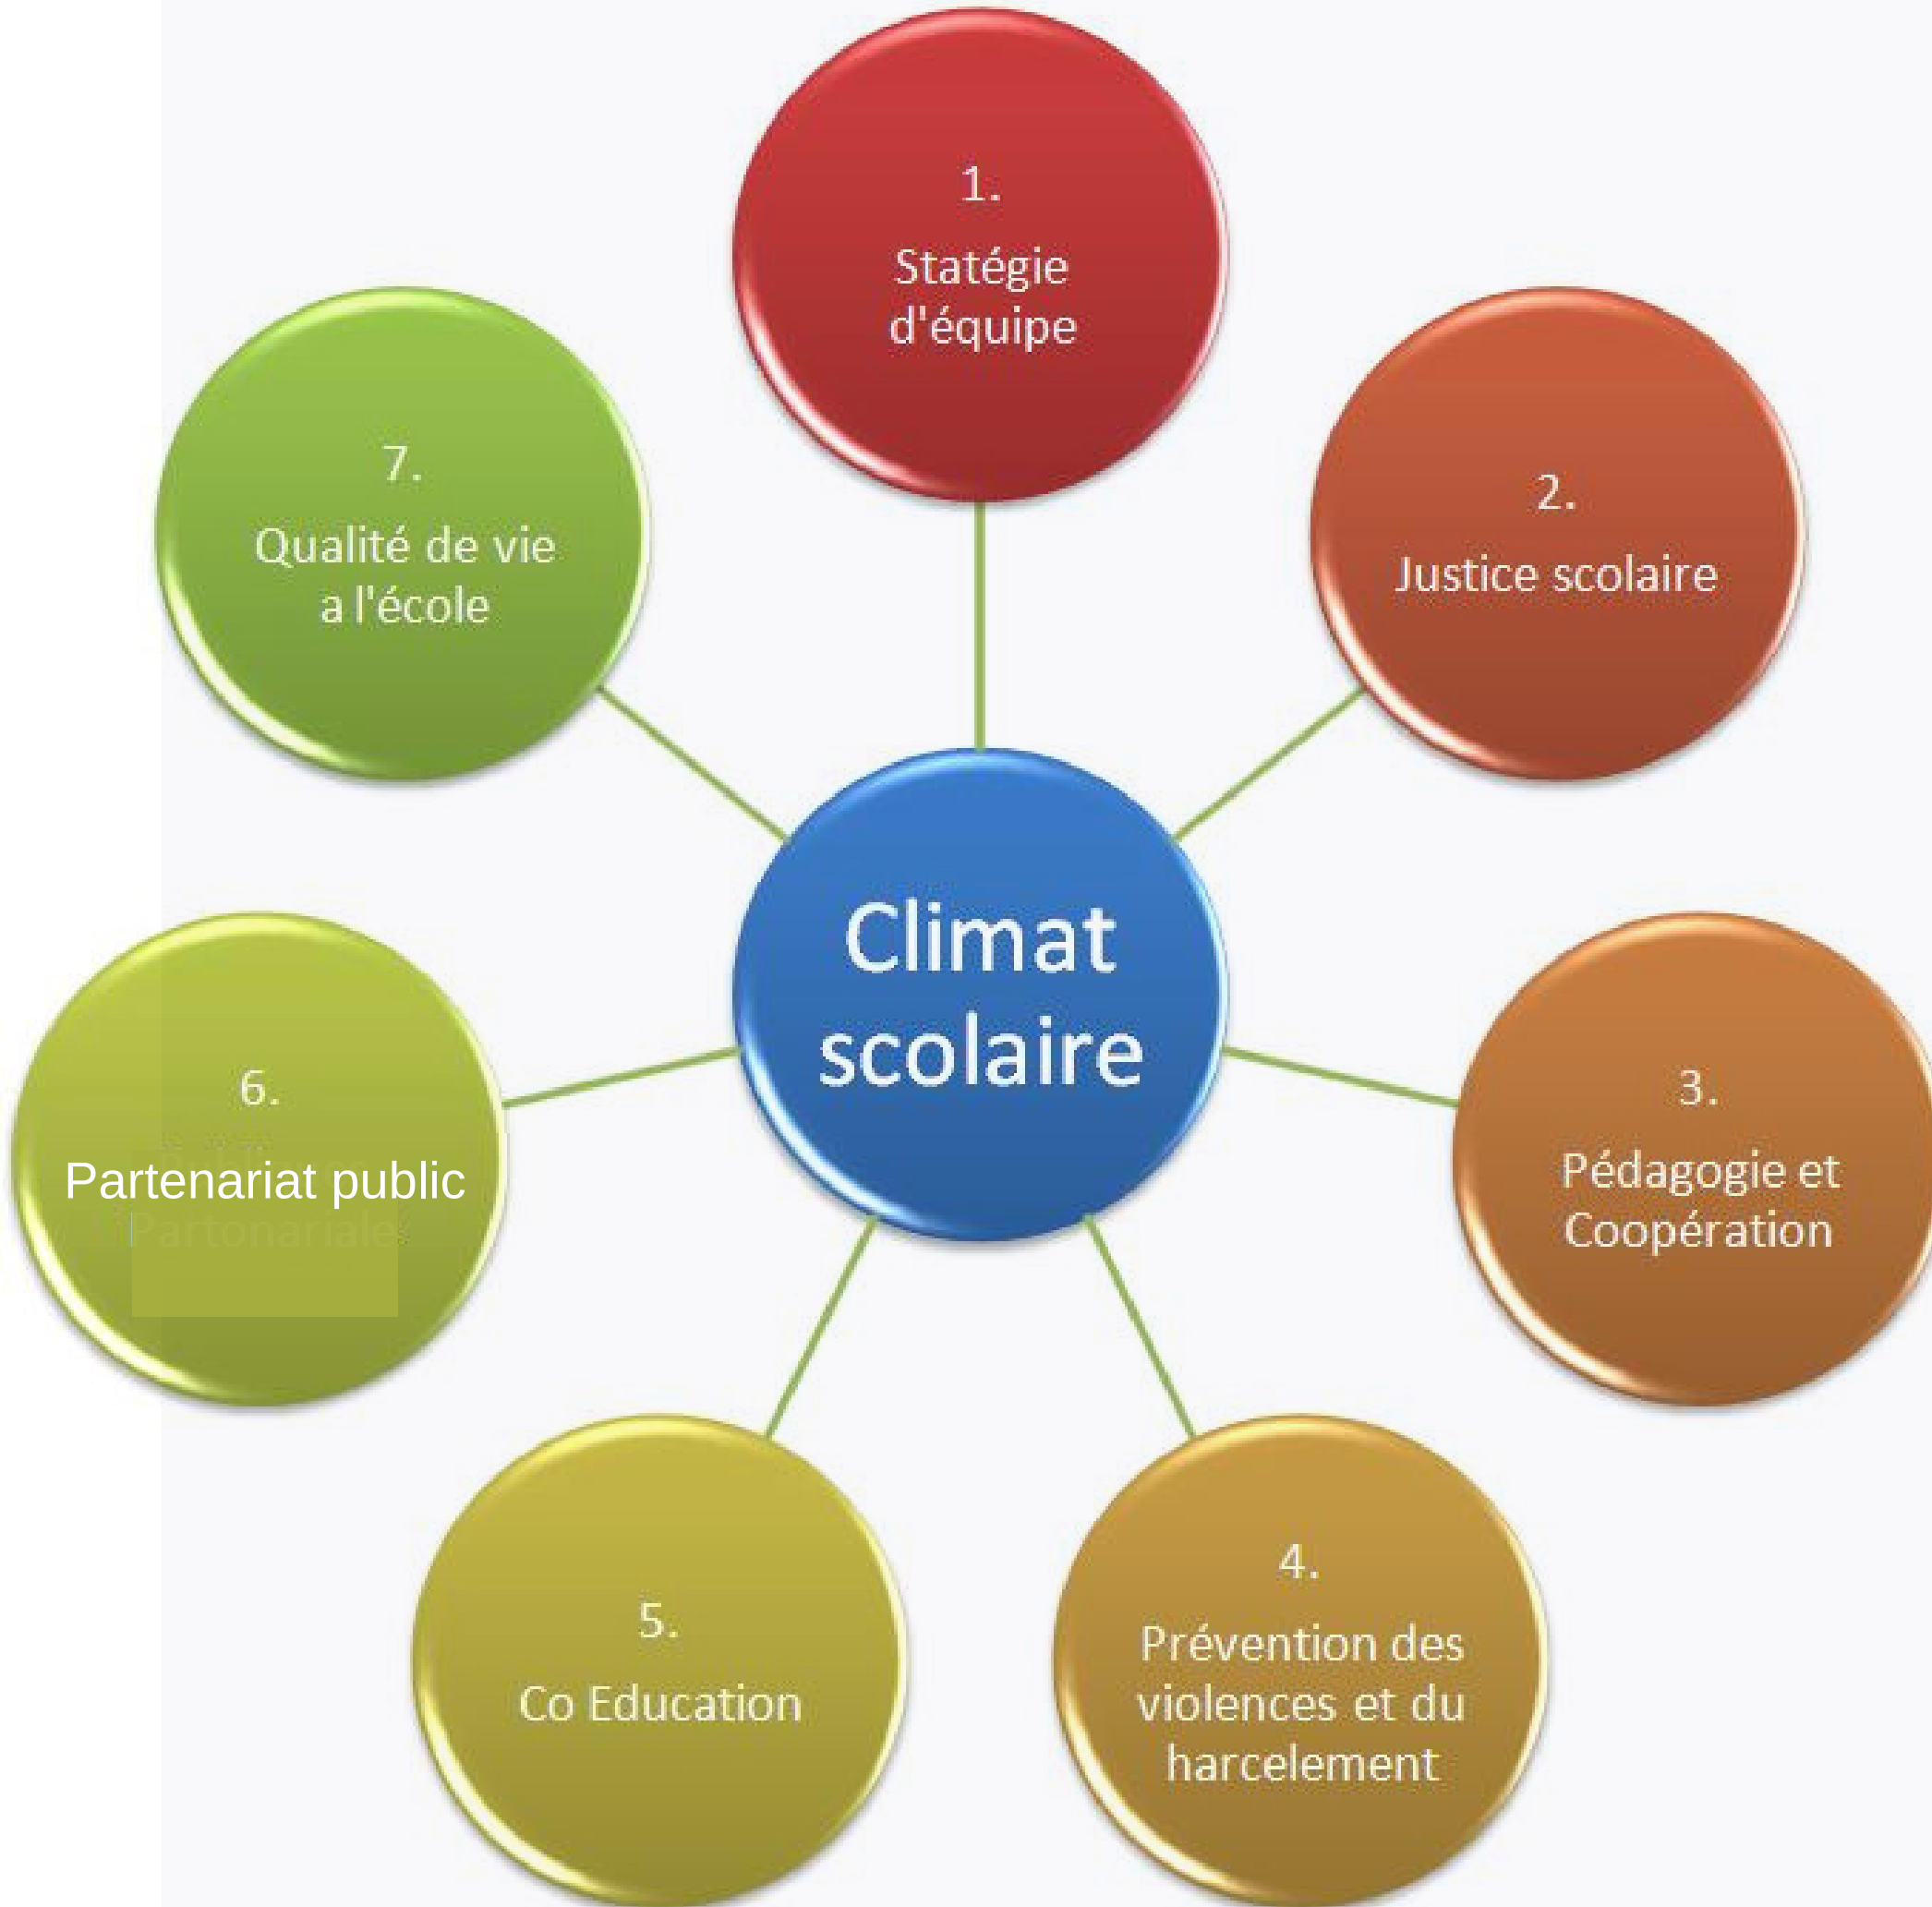 1.
Statégie
d'équipe
2.
Justice scolaire
3.
Pédagogie et
Coopération
4.
Prévention des
violences et du
harcelement
5.
Co Education
6.
Partenariat public
Partonariale
7.
Qualité de vie
a l'école
Climat
scolaire